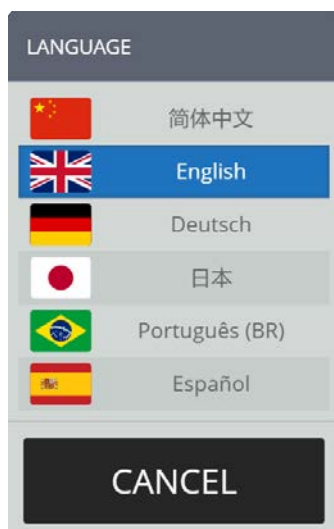 LANGUAGE
简体中文
English
Deutsch
日本
Português (BR)
Español
CANCEL